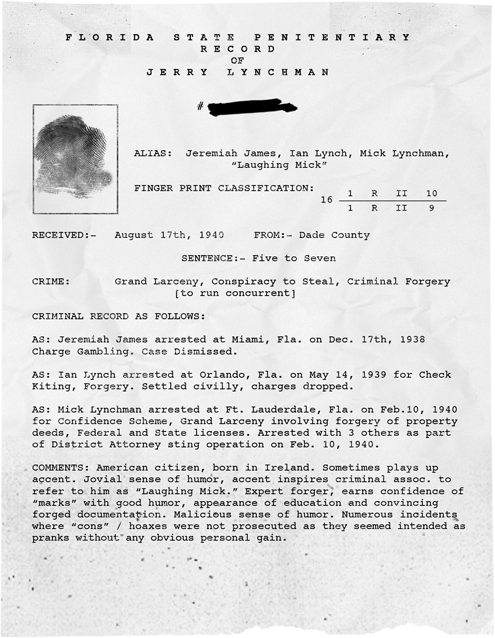 FLORIDA STATE PENITENTIARY
RECORD
OF
JERRY LYNCHMAN
#
ALIAS: Jeremiah James, Ian Lynch, Mick Lynchman,
"Laughing Mick"
FINGER PRINT CLASSIFICATION:
16 1 R II 10
1 R II 9
RECEIVED:- August 17th, 1940 FROM:- Dade County
SENTENCE:- Five to Seven
CRIME: Grand Larceny, Conspiracy to Steal, Criminal Forgery
[to run concurrent]
CRIMINAL RECORD AS FOLLOWS:
AS: Jeremiah James arrested at Miami, Fla. on Dec. 17th, 1938
Charge Gambling. Case Dismissed.
AS: Ian Lynch arrested at Orlando, Fla. on May 14, 1939 for Check
Kiting, Forgery. Settled civilly, charges dropped.
AS: Mick Lynchman arrested at Ft. Lauderdale, Fla. on Feb.10, 1940
for Confidence Scheme, Grand Larceny involving forgery of property
deeds, Federal and State licenses. Arrested with 3 others as part
of District Attorney sting operation on Feb. 10, 1940.
COMMENTS: American citizen, born in Ireland. Sometimes plays up
accent. Jovial sense of humor, accent inspires criminal assoc. to
refer to him as "Laughing Mick." Expert forger, earns confidence of
"marks" with good humor, appearance of education and convincing
forged documentation. Malicious sense of humor. Numerous incidents
where "cons" / hoaxes were not prosecuted as they seemed intended as
pranks without any obvious personal gain.